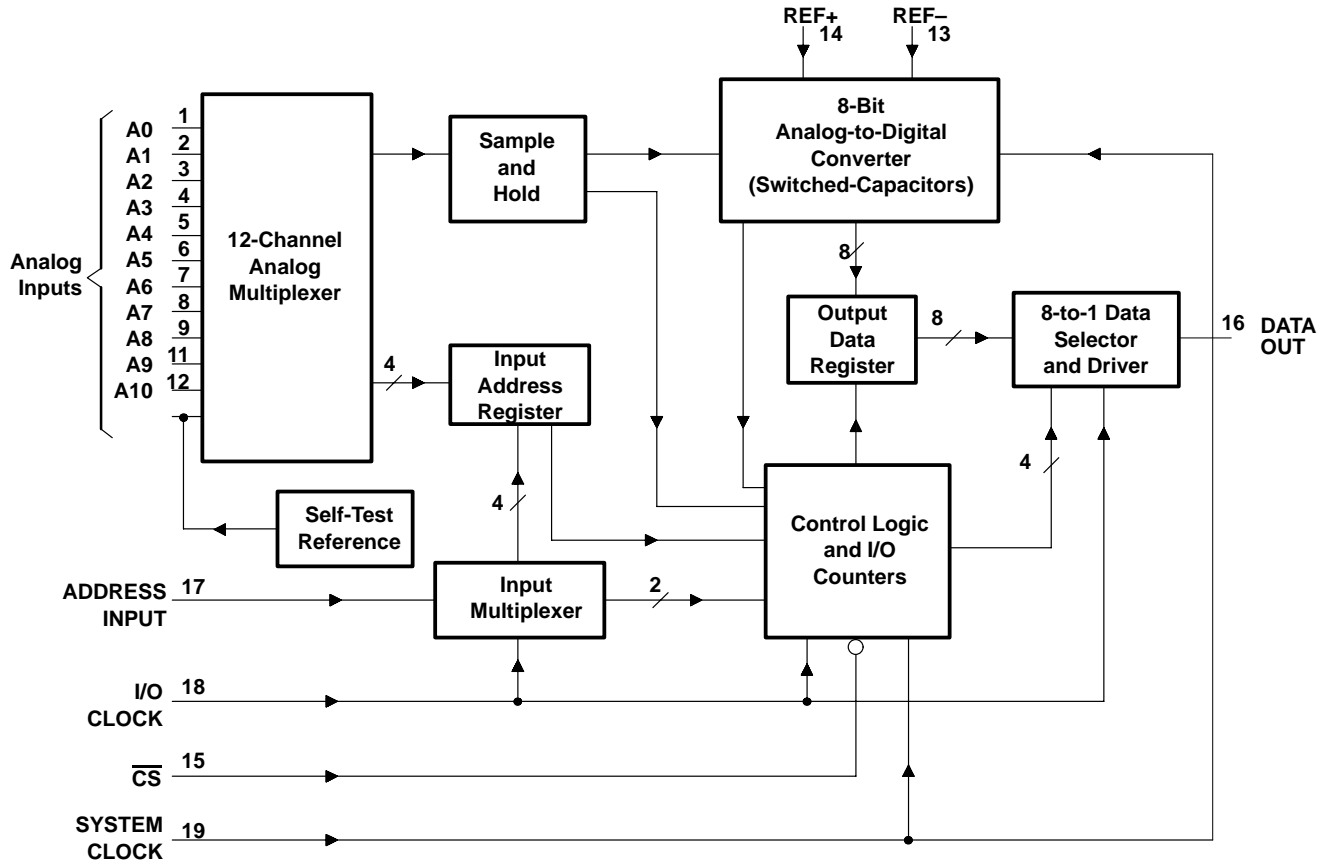 REF+
14
REF–
13
8-Bit
Analog-to-Digital
Converter
(Switched-Capacitors)
Sample
and
Hold
12-Channel
Analog
Multiplexer
Analog
Inputs
A0
1
A1
2
A2
3
A3
4
A4
5
A5
6
A6
7
A7
8
A8
9
A9
11
A10
12
8
Output
Data
Register
8
8-to-1 Data
Selector
and Driver
16
DATA
OUT
4
Input
Address
Register
4
4
Self-Test
Reference
Control Logic
and I/O
Counters
ADDRESS
INPUT
17
Input
Multiplexer
2
I/O
CLOCK
18
CS
15
SYSTEM
CLOCK
19